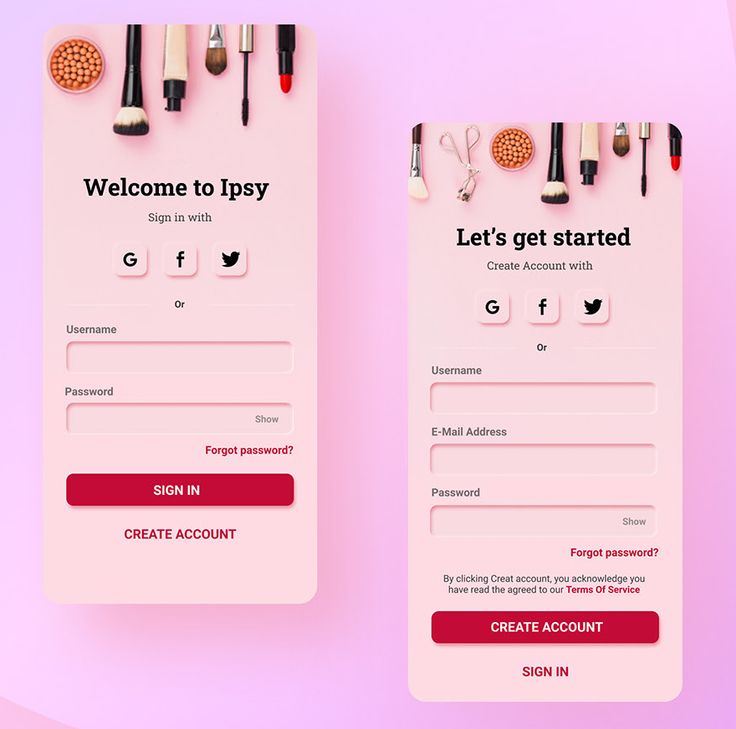 Welcome to Ipsy
Sign in with
G f
Or
Username
Password
Show
Forgot password?
SIGN IN
CREATE ACCOUNT
Let's get started
Create Account with
G f
Or
Username
E-Mail Address
Password
Show
Forgot password?
By clicking Creat account, you acknowledge you
have read the agreed to our Terms Of Service
CREATE ACCOUNT
SIGN IN